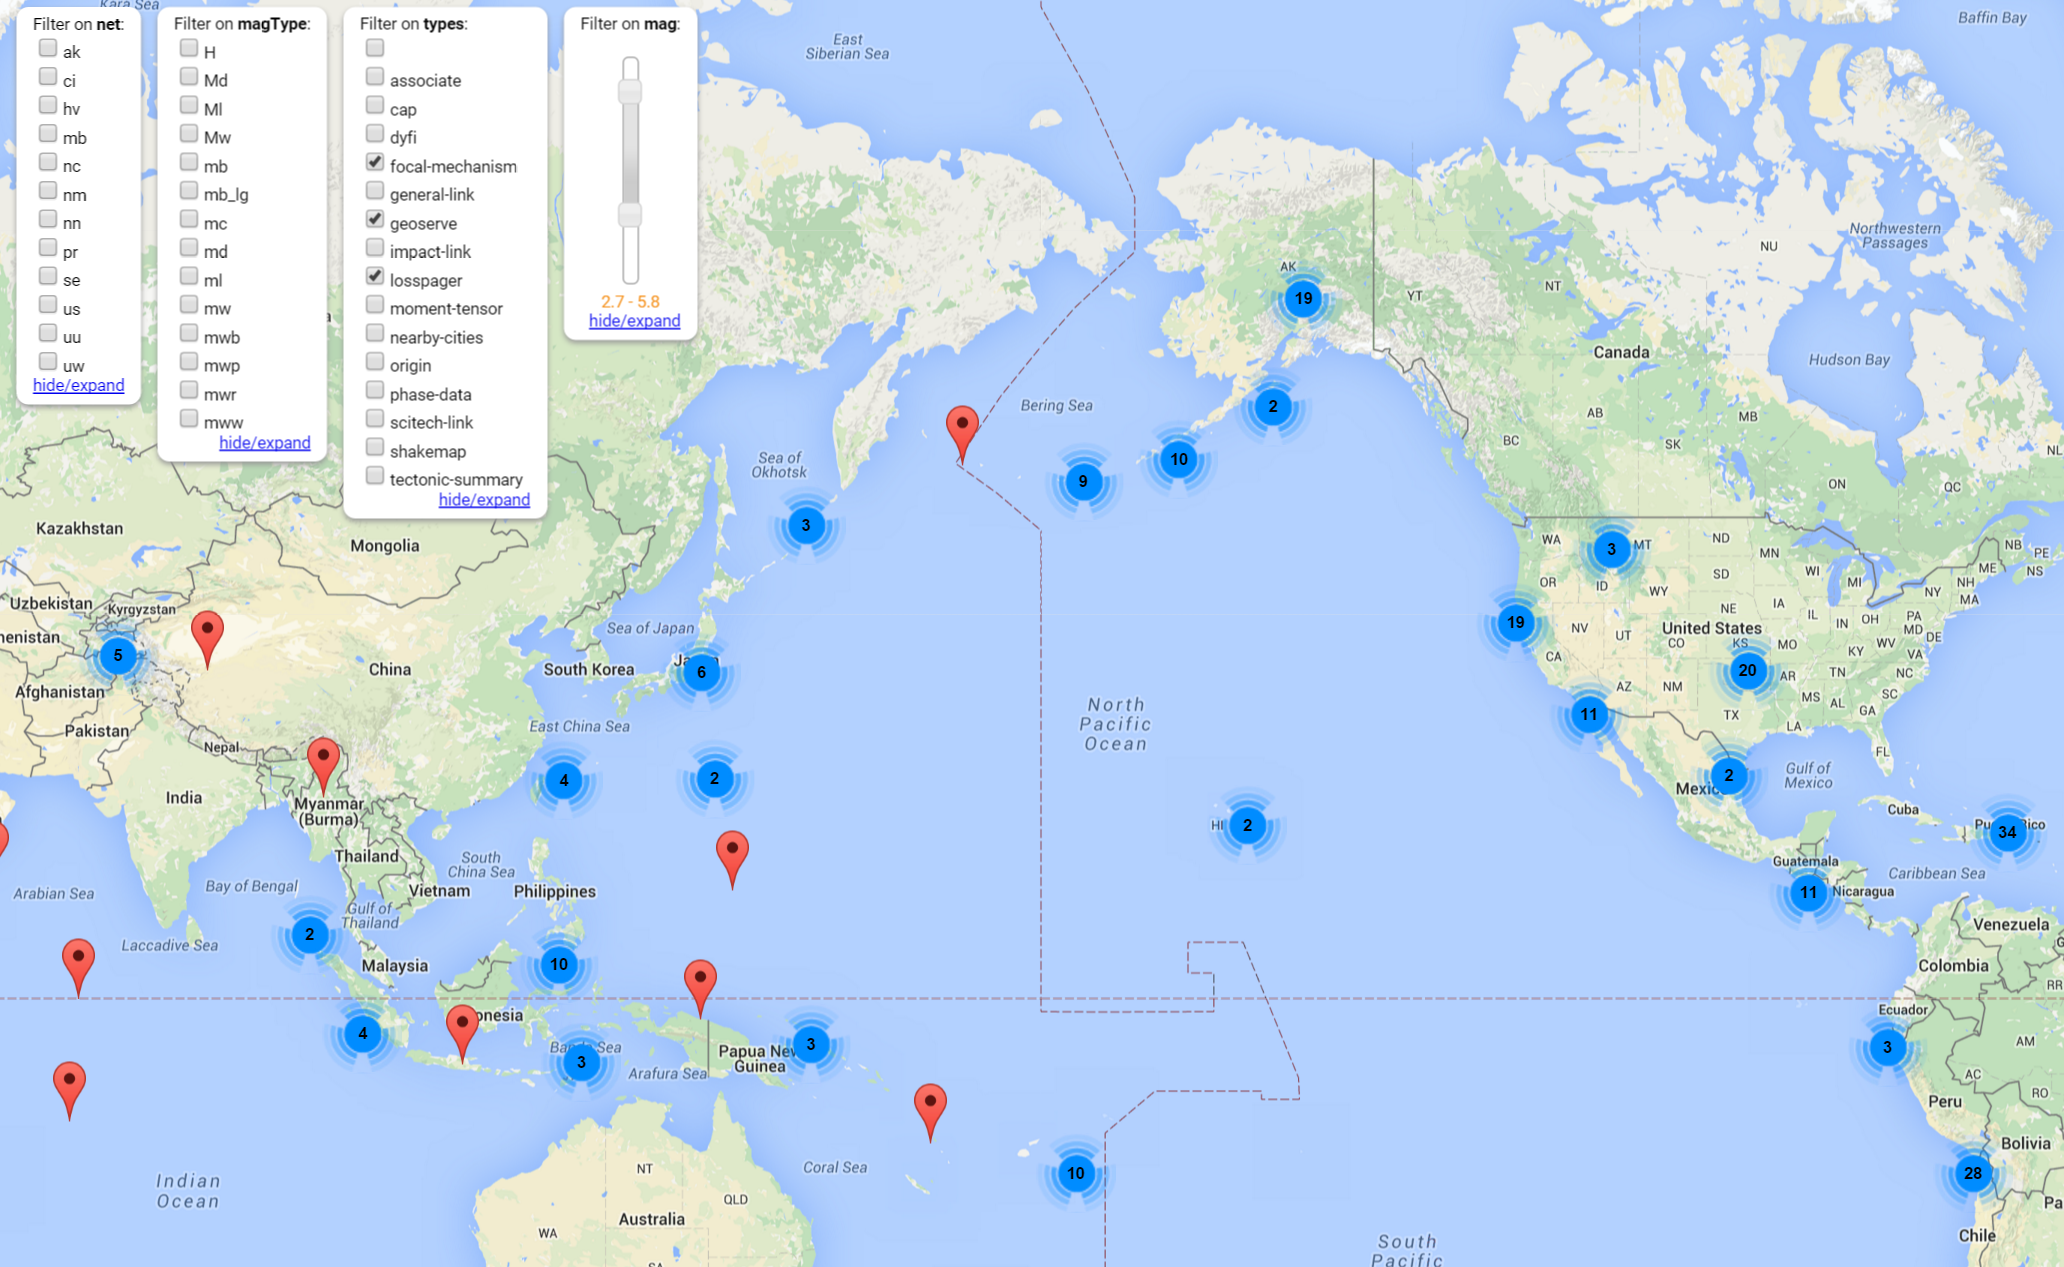 Kara Sea
Filter on net:
ak
ci
hv
mb
nc
nm
nn
pr
se
us
uu
uw
hide/expand
Filter on magType:
H
Md
Ml
Mw
mb
mb_lg
mc
md
ml
mw
mwb
mwp
mwr
mww
hide/expand
Filter on types:
associate
cap
dyfi
focal-mechanism
general-link
geoserve
impact-link
losspager
moment-tensor
nearby-cities
origin
phase-data
scitech-link
shakemap
tectonic-summary
hide/expand
Filter on mag:
2.7 - 5.8
hide/expand
East
Siberian Sea
Baffin Bay
Northwestern
Passages
NU
AK
19
YT
NT
Canada
Hudson Bay
Bering Sea
2
AB
MB
SK
BC
NL
Sea of
Okhotsk
10
9
ON
QC
3
Kazakhstan
Mongolia
WA
3
MT
ND
MN
NB
PE
NS
ME
OR
ID
SD
WI
MI
NH
MA
NY
WY
Uzbekistan
Kyrgyzstan
NE
IA
IL
IN
OH
PA
MD
DE
19
NV
UT
United States
CO
KS
MO
KY
WV
VA
Sea of Japan
5
6
South Korea
China
CA
AZ
NM
20
AR
TN
NC
SC
Afghanistan
MS
AL
GA
TX
LA
11
FL
Pakistan
Nepal
East China Sea
North
Pacific
Ocean
4
2
2
Gulf of
Mexico
India
Myanmar
(Burma)
HI
2
Cuba
34
Thailand
Guatemala
Caribbean Sea
Arabian Sea
Bay of Bengal
South
China Sea
Vietnam
Philippines
11
Nicaragua
Gulf of
Thailand
2
Laccadive Sea
Venezuela
Malaysia
10
Colombia
RR
Ecuador
4
3
Papua New
Guinea
3
3
AM
Arafura Sea
AC
RO
Peru
Bolivia
Coral Sea
10
28
NT
QLD
Indian
Ocean
Australia
WA
Chile
South
Pacific